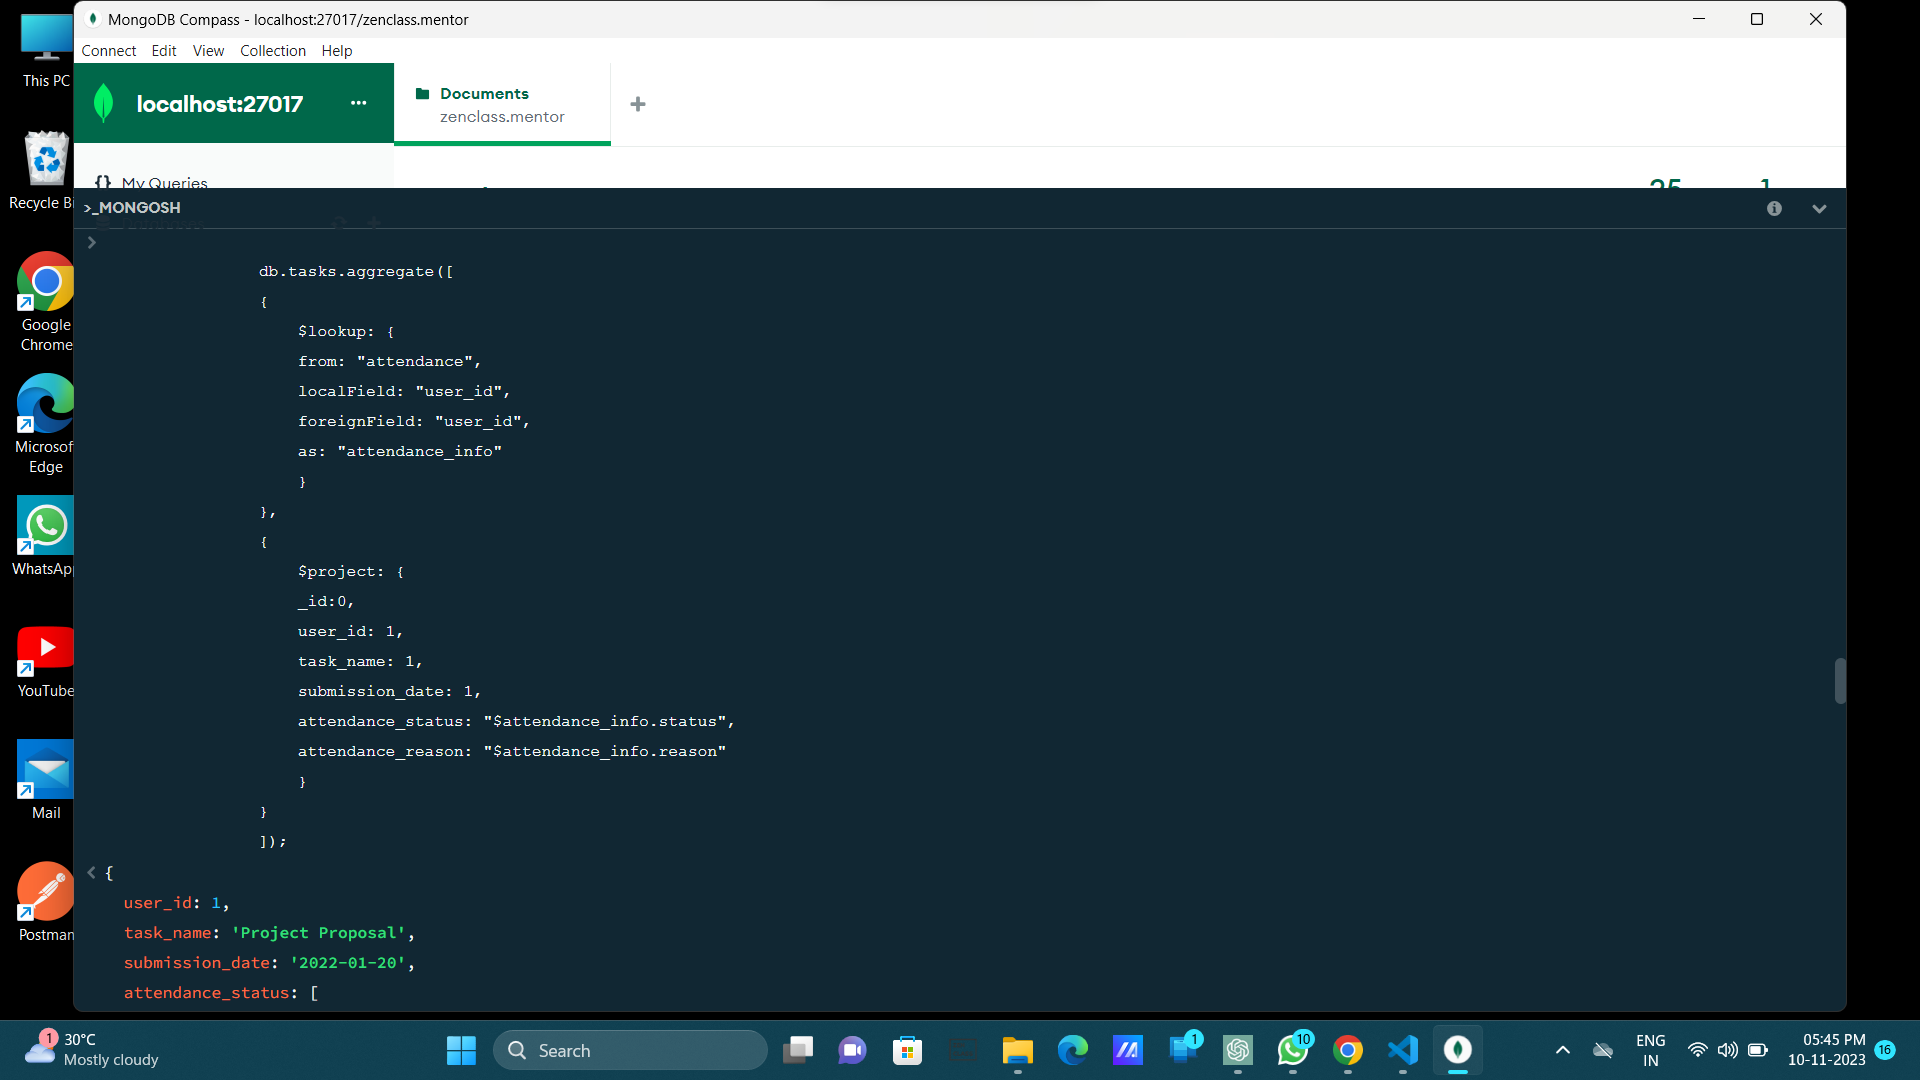 This PC
Recycle Bi
Google
Chrome
Microsof
Edge
WhatsApp
YouTube
Mail
Postman
MongoDB Compass - localhost:27017/zenclass.mentor
Connect Edit View Collection Help
localhost:27017 ...
Documents
zenclass.mentor
{} My Queries
25 1
>_MONGOSH
db.tasks.aggregate([
{
$lookup: {
from: "attendance",
localField: "user_id",
foreignField: "user_id",
as: "attendance_info"
}
},
{
$project: {
_id:0,
user_id: 1,
task_name: 1,
submission_date: 1,
attendance_status: "$attendance_info.status",
attendance_reason: "$attendance_info.reason"
}
}
]);
{
user_id: 1,
task_name: 'Project Proposal',
submission_date: '2022-01-20',
attendance_status: [
1
30°C
Mostly cloudy
Search
1
10
ENG
IN
05:45 PM
10-11-2023
16